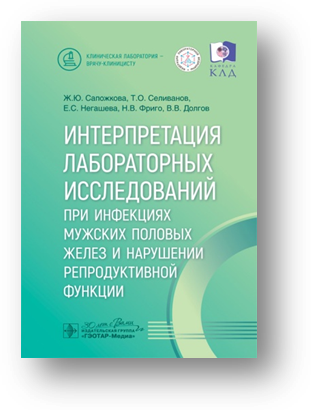 КЛИНИЧЕСКАЯ ЛАБОРАТОРИЯ –
ВРАЧУ-КЛИНИЦИСТУ
КЛД
Ж.Ю. Сапожкова, Т.О. Селиванов,
Е.С. Негашева, Н.В. Фриго, В.В. Долгов
ИНТЕРПРЕТАЦИЯ
ЛАБОРАТОРНЫХ
ИССЛЕДОВАНИЙ
ПРИ ИНФЕКЦИЯХ
МУЖСКИХ ПОЛОВЫХ
ЖЕЛЕЗ И НАРУШЕНИИ
РЕПРОДУКТИВНОЙ
ФУНКЦИИ
ИЗДАТЕЛЬСКАЯ ГРУППА
«ГЭОТАР-Медиа»